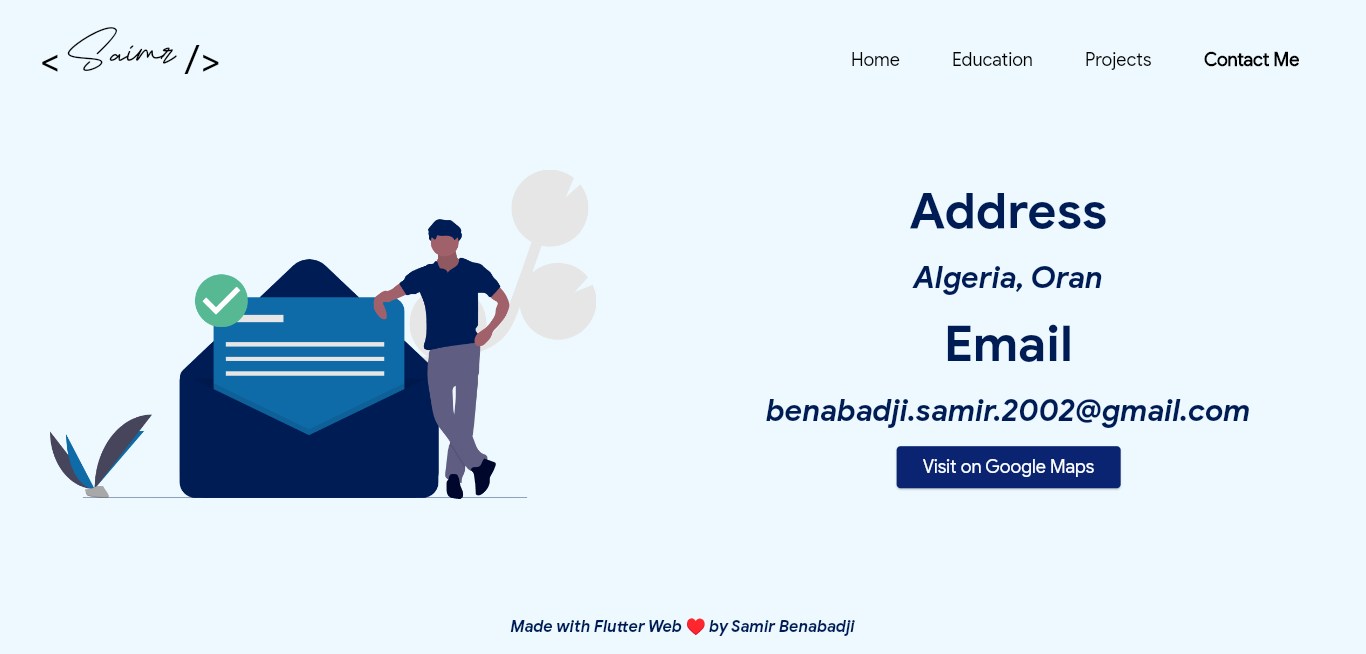 < Saimr />
Home
Education
Projects
Contact Me
Address
Algeria, Oran
Email
benabadji.samir.2002@gmail.com
Visit on Google Maps
Made with Flutter Web ❤ by Samir Benabadji